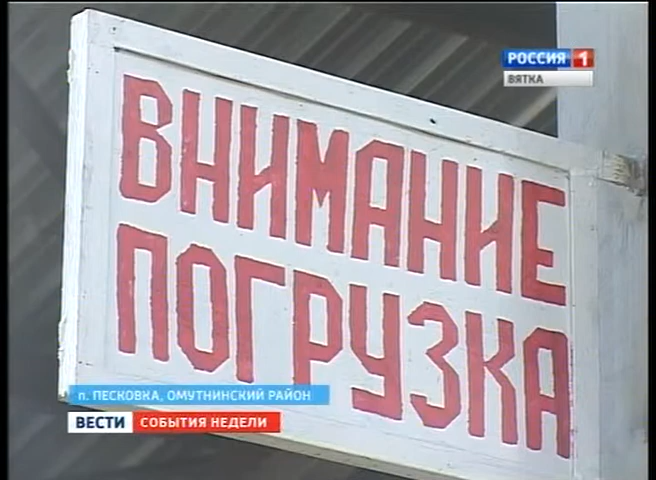 РОССИЯ 1
ВЯТКА
ВНИМАНИЕ
ПОГРУЗКА
п. ПЕСКОВКА, ОМУТНИНСКИЙ РАЙОН
ВЕСТИ СОБЫТИЯ НЕДЕЛИ